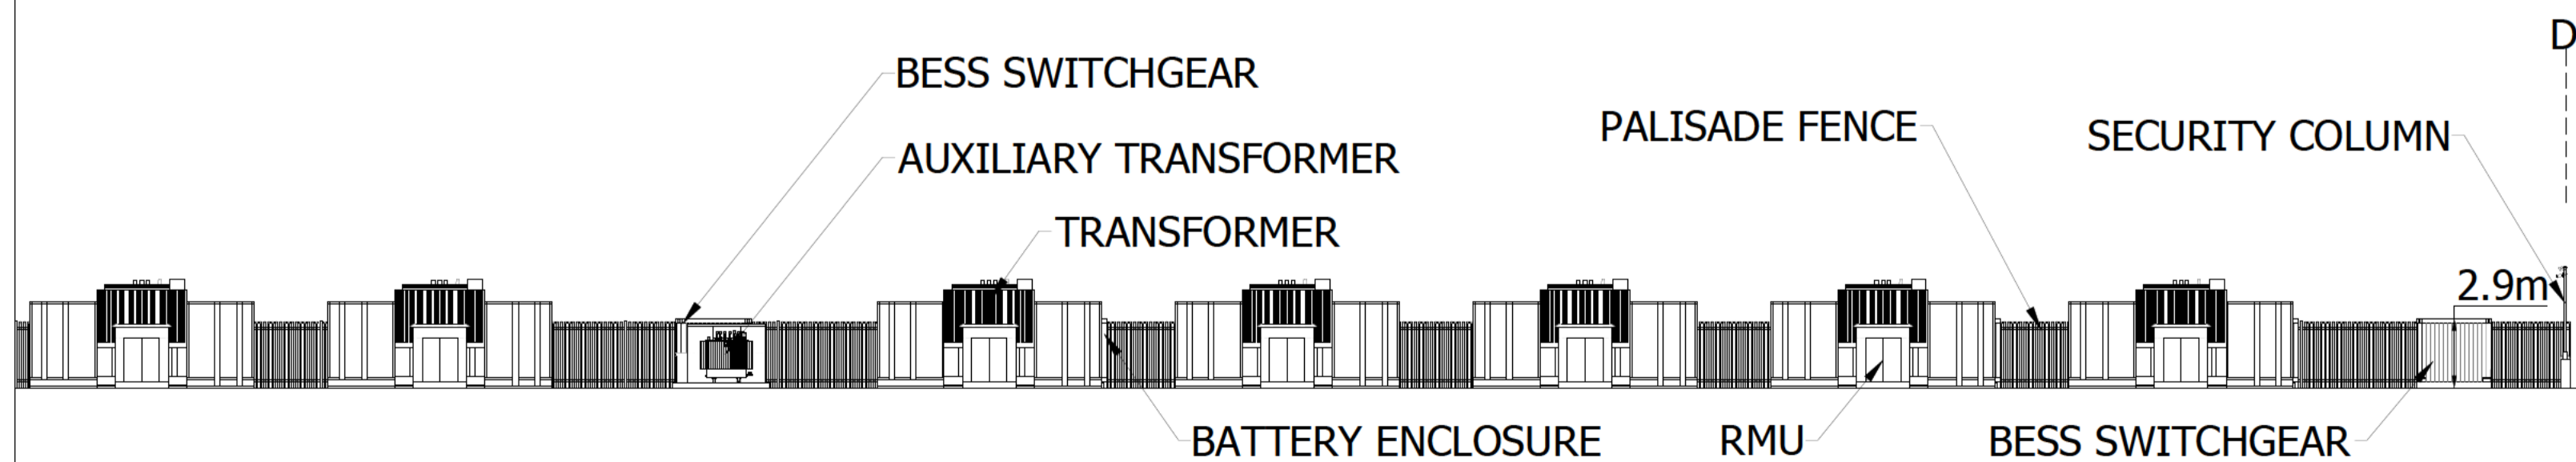 D
BESS SWITCHGEAR
PALISADE FENCE
SECURITY COLUMN
AUXILIARY TRANSFORMER
TRANSFORMER
2.9m
BATTERY ENCLOSURE
RMU
BESS SWITCHGEAR